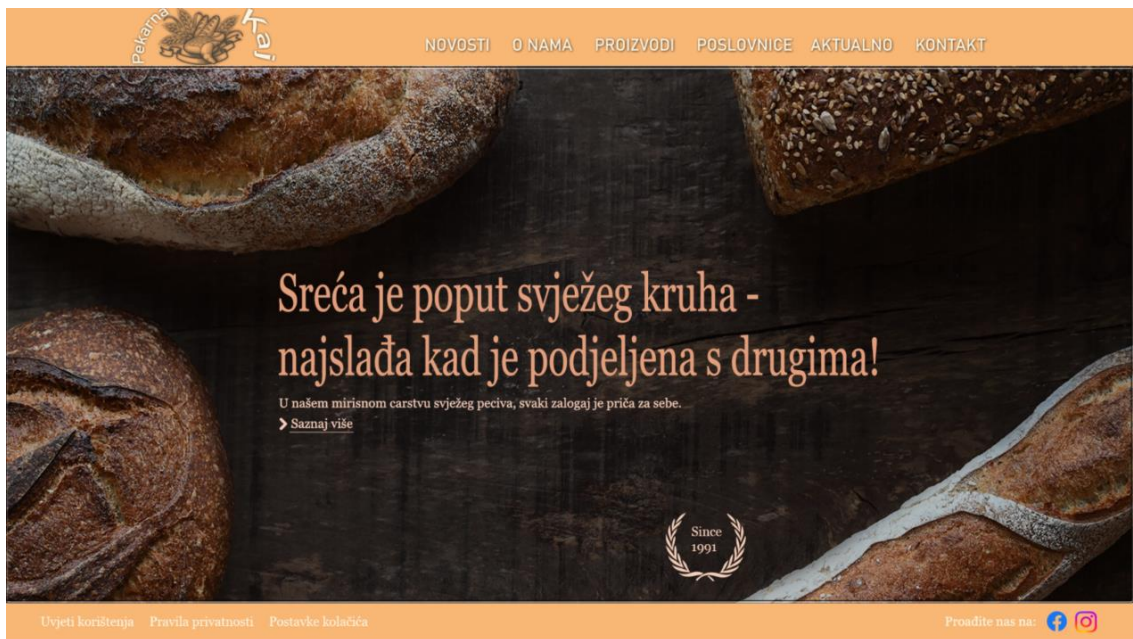 Pekarna Kaj
NOVOSTI O NAMA PROIZVODI POSLOVNICE AKTUALNO KONTAKT
Sreća je poput svježeg kruha -
najslađa kad je podjeljena s drugima!
U našem mirisnom carstvu svježeg peciva, svaki zalogaj je priča za sebe.
Saznaj više
Since
1991
Uvjeti korištenja Pravila privatnosti Postavke kolačića Proađite nas na: